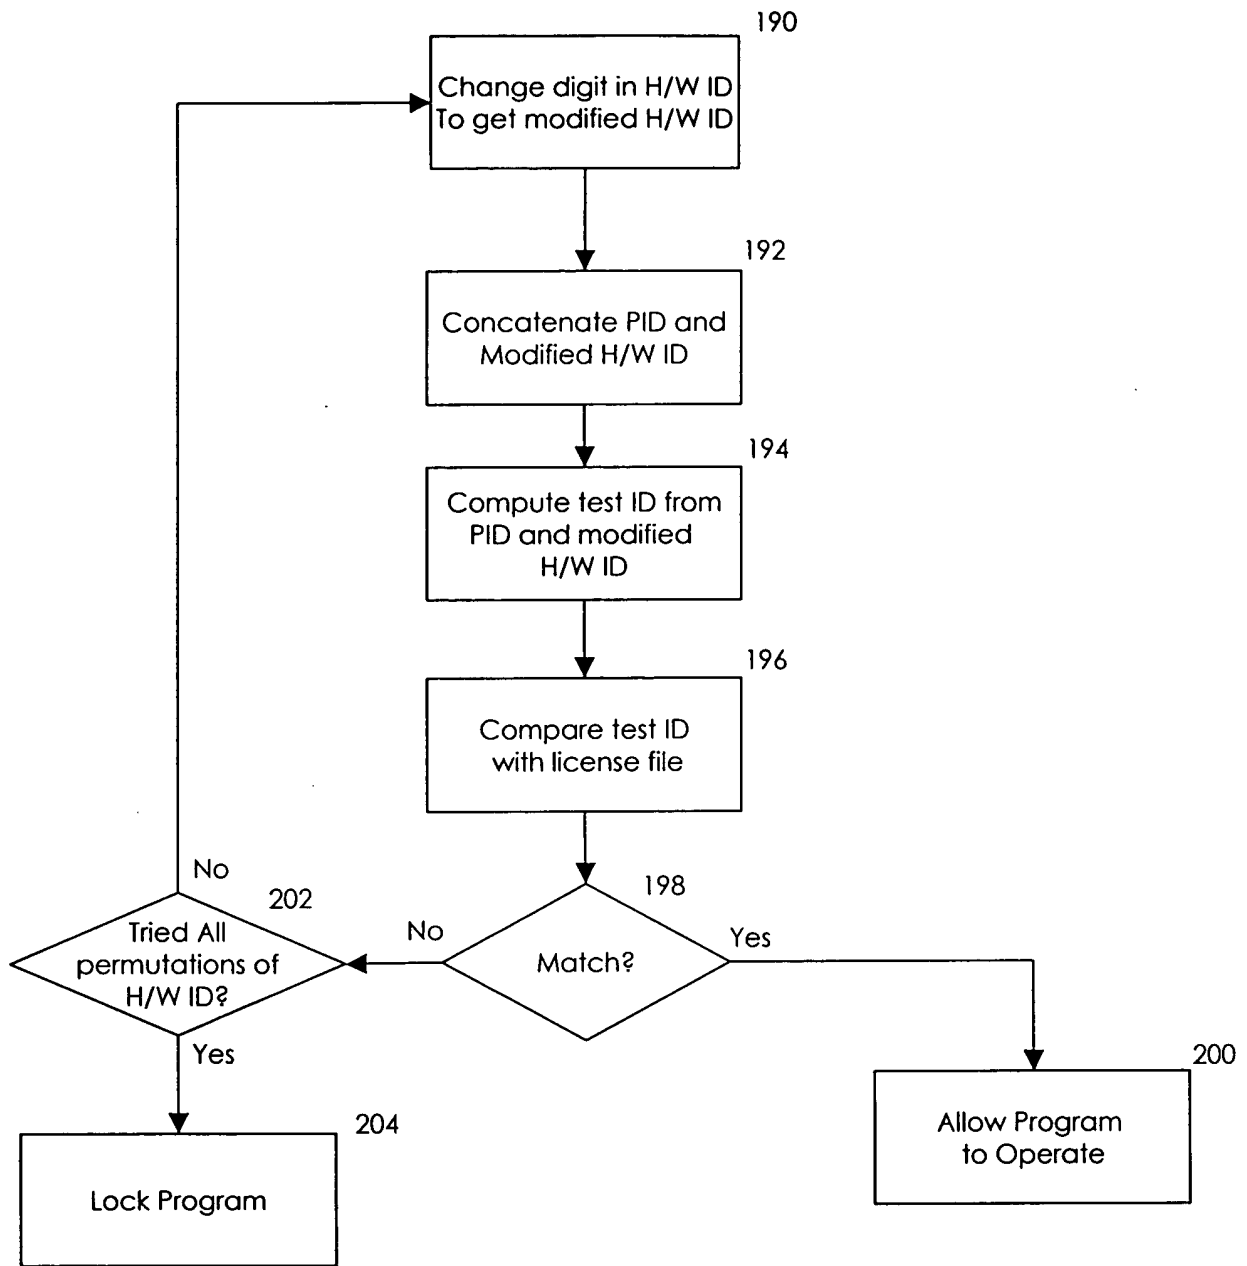 190
Change digit in H/W ID
To get modified H/W ID
192
Concatenate PID and
Modified H/W ID
194
Compute test ID from
PID and modified
H/W ID
196
Compare test ID
with license file
198
Match?
No
Yes
202
Tried All
permutations of
H/W ID?
No
Yes
200
Allow Program
to Operate
204
Lock Program